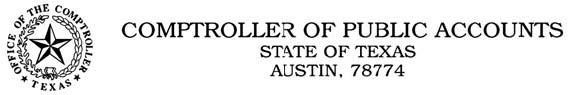 OFFICE OF THE COMPTROLLER
★ TEXAS ★
COMPTROLLER OF PUBLIC ACCOUNTS
STATE OF TEXAS
AUSTIN, 78774